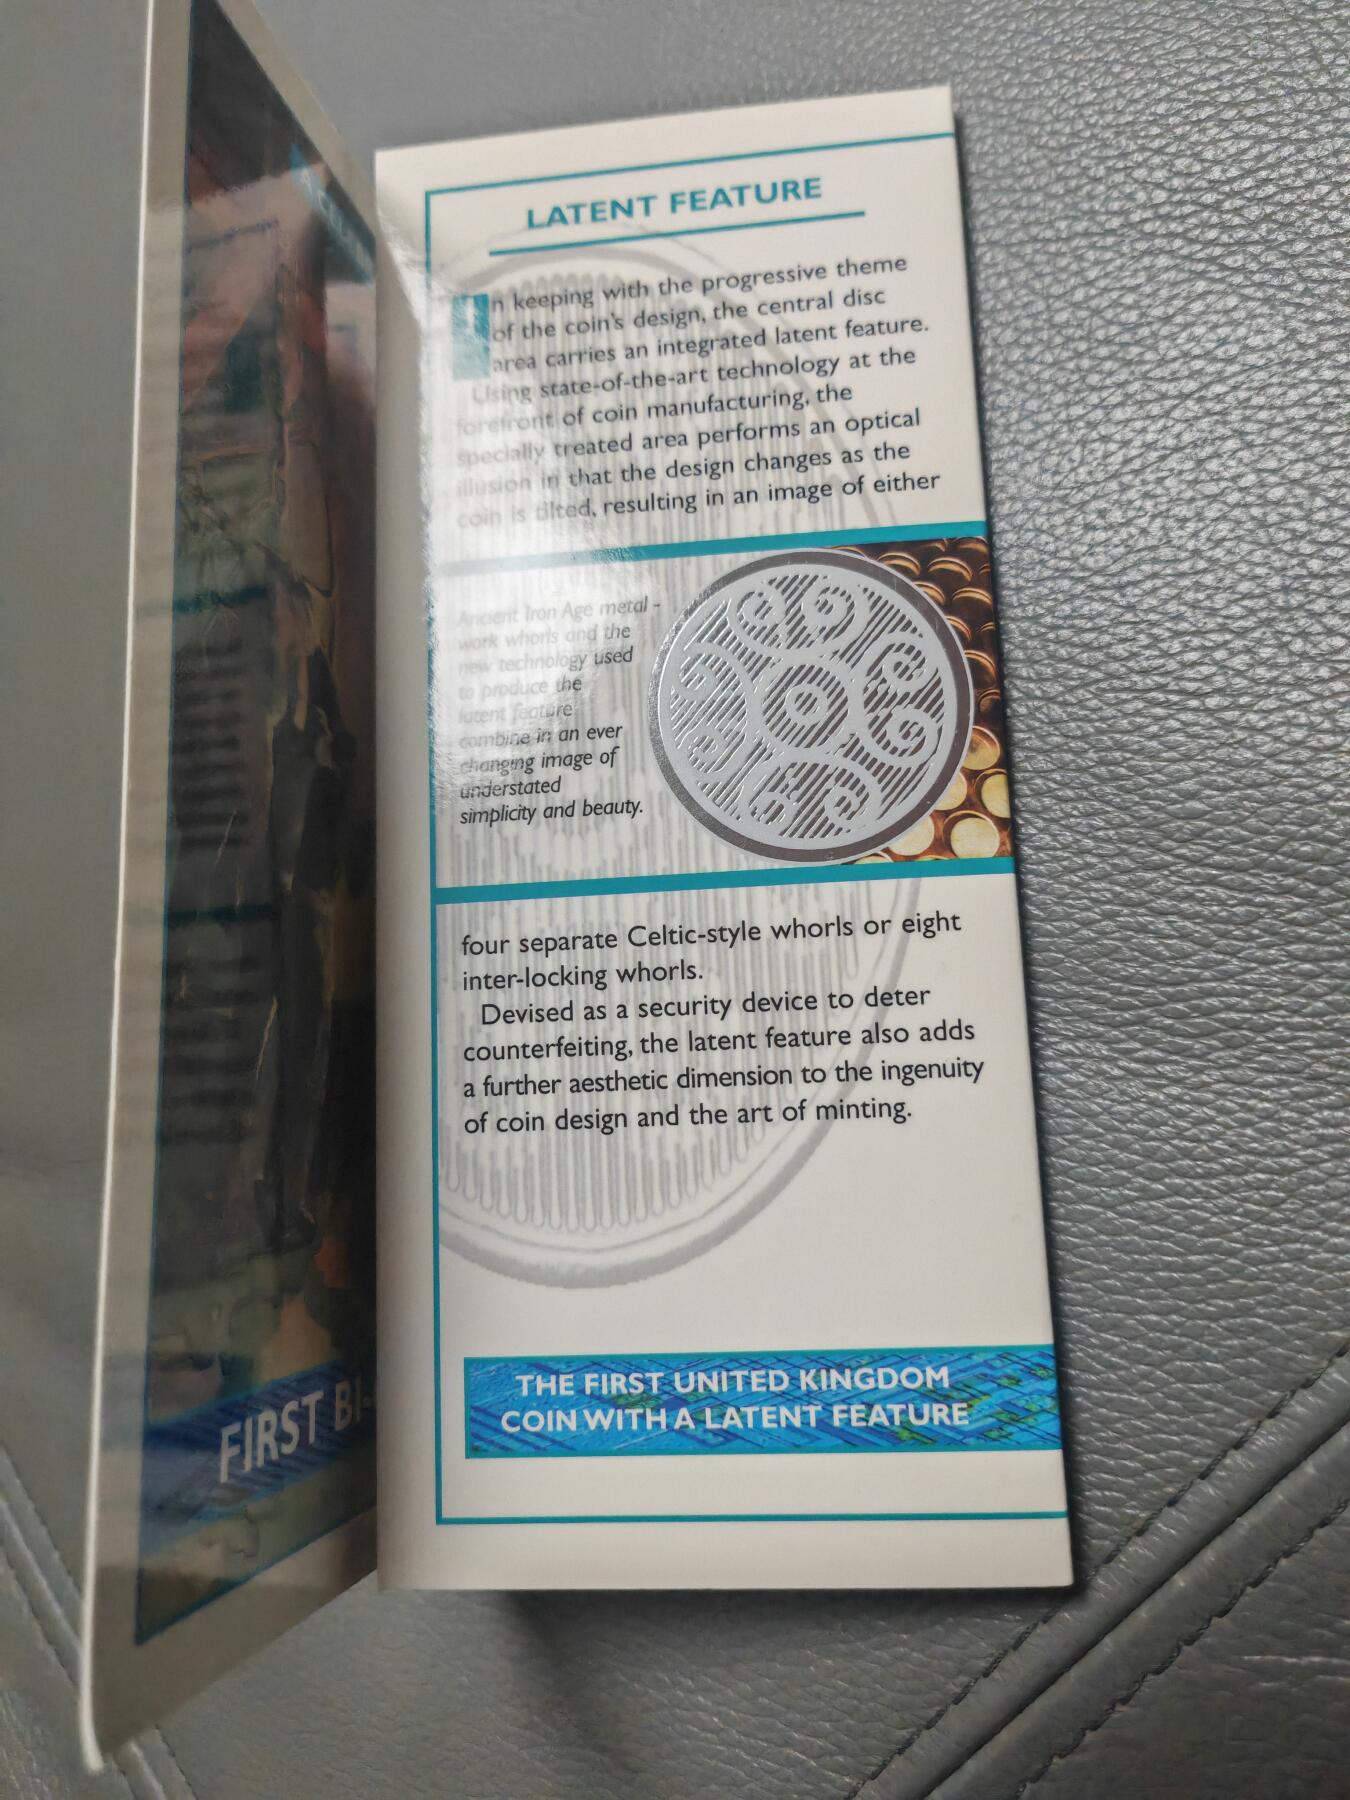 LATENT FEATURE
In keeping with the progressive theme
of the coin's design, the central disc
area carries an integrated latent feature.
Using state-of-the-art technology at the
forefront of coin manufacturing, the
specially treated area performs an optical
illusion in that the design changes as the
coin is tilted, resulting in an image of either
Ancient Iron Age metal -
work whorls and the
new technology used
to produce the
latent feature
combine in an ever
changing image of
understated
simplicity and beauty.
four separate Celtic-style whorls or eight
inter-locking whorls.
Devised as a security device to deter
counterfeiting, the latent feature also adds
a further aesthetic dimension to the ingenuity
of coin design and the art of minting.
THE FIRST UNITED KINGDOM
COIN WITH A LATENT FEATURE
FIRST BI-